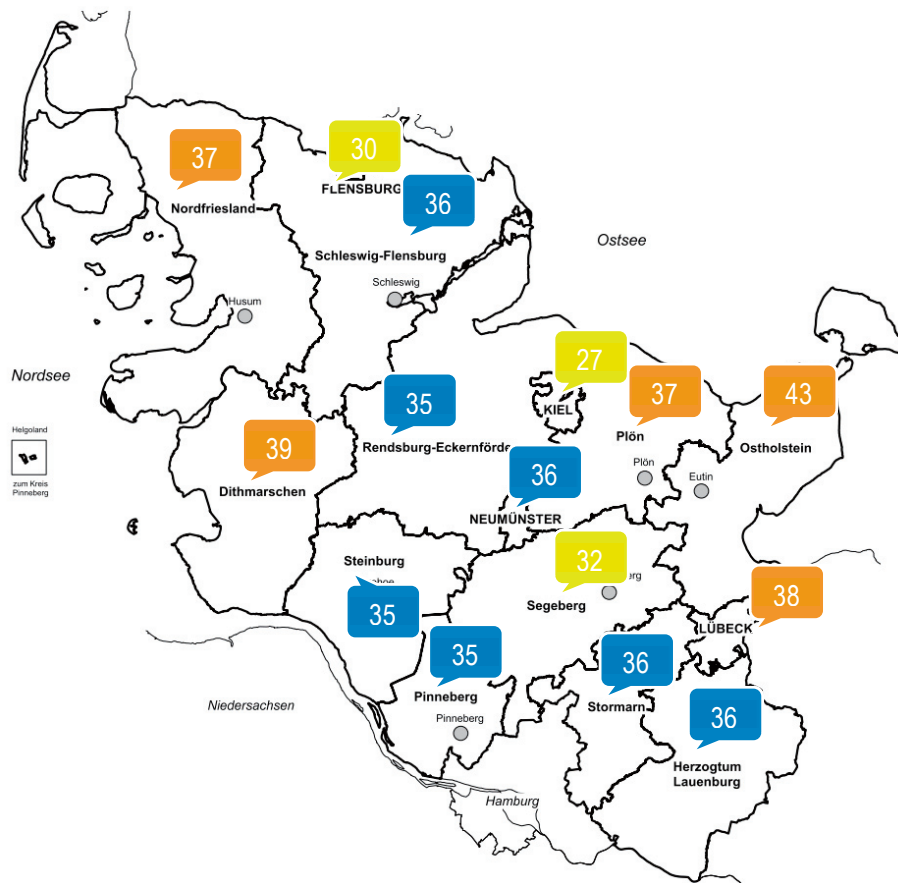 30
37
FLENSBURG
36
Nordfriesland
Ostsee
Schleswig-Flensburg
Schleswig
Husum
27
Nordsee
37
43
35
KIEL
Helgoland
39
Plön
Rendsburg-Eckernförde
Ostholstein
zum Kreis
Pinneberg
36
Plön
Eutin
Dithmarschen
NEUMÜNSTER
32
Steinburg
38
Segeberg
35
LÜBECK
35
36
Pinneberg
Niedersachsen
Stormarn
36
Pinneberg
Herzogtum
Lauenburg
Hamburg